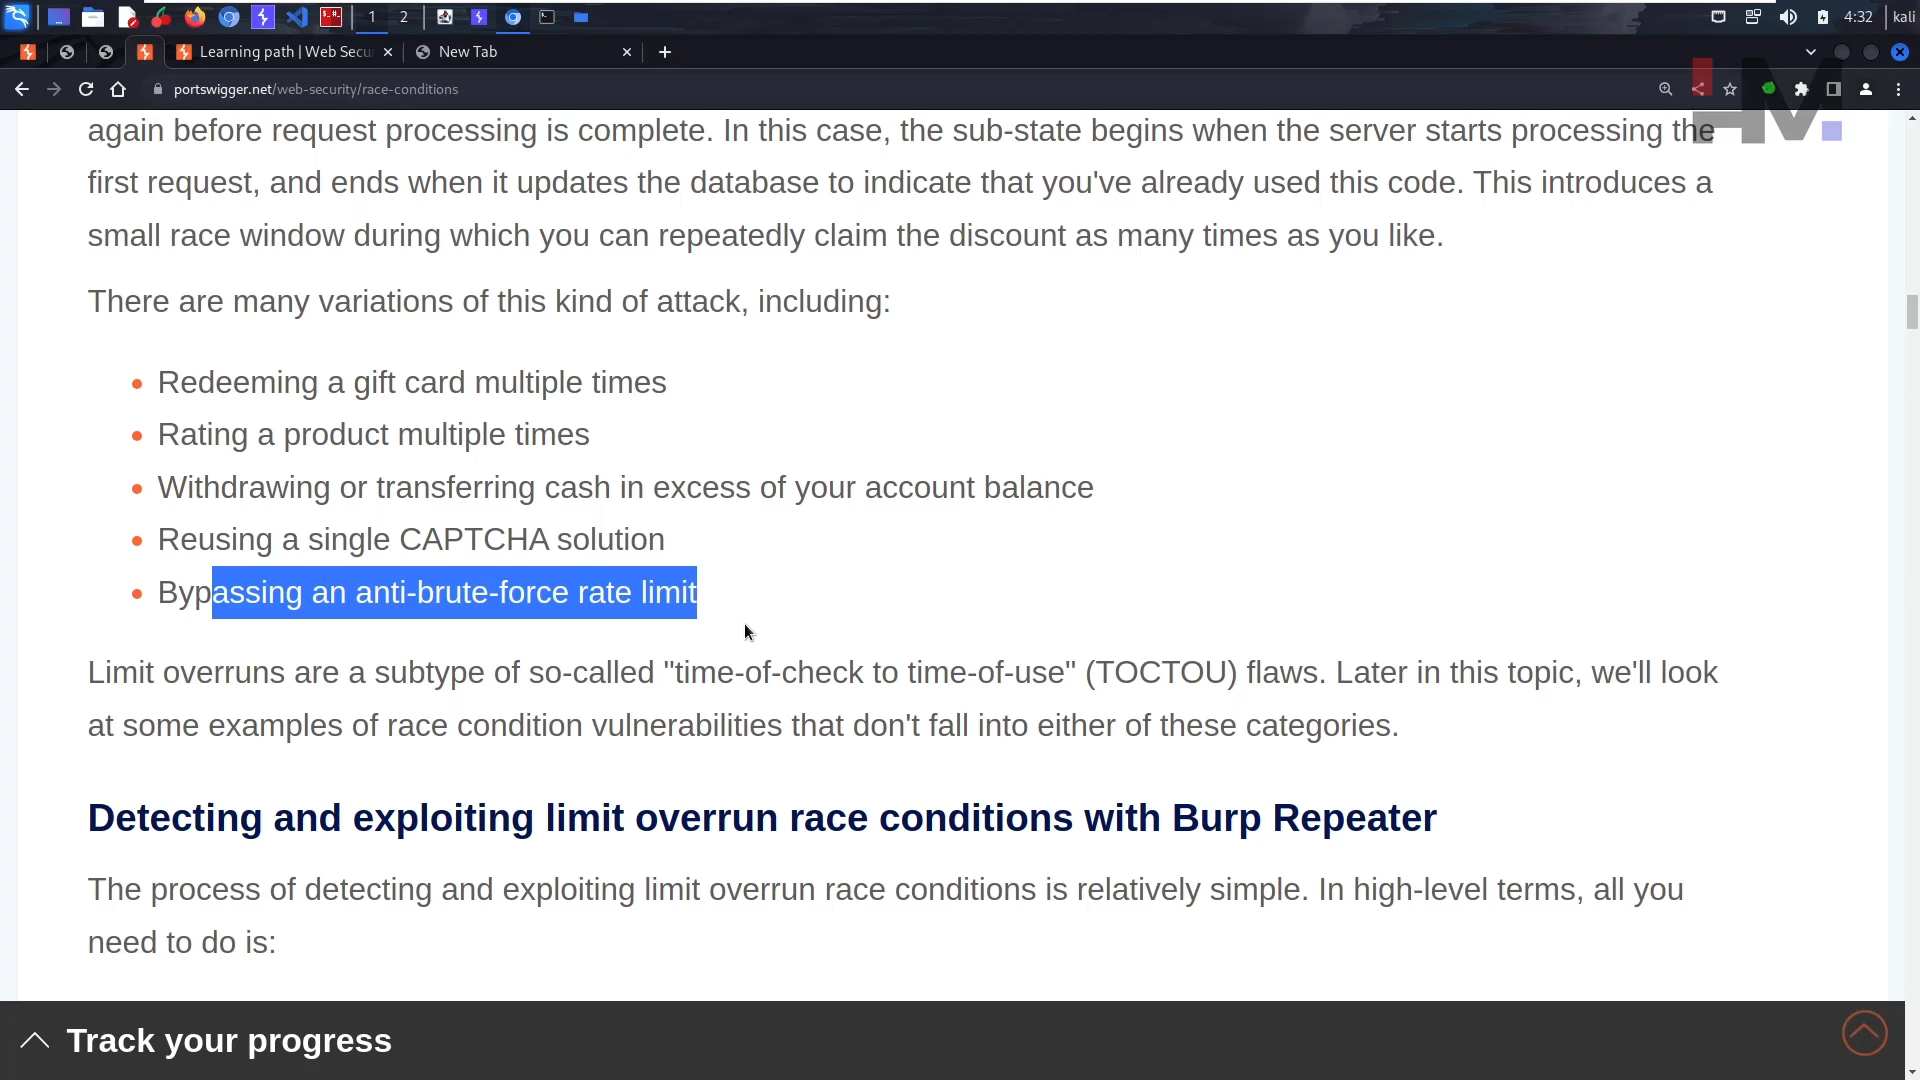 1 2 4:32 kali
Learning path | Web Secu New Tab
portswigger.net/web-security/race-conditions
HM
again before request processing is complete. In this case, the sub-state begins when the server starts processing the
first request, and ends when it updates the database to indicate that you've already used this code. This introduces a
small race window during which you can repeatedly claim the discount as many times as you like.
There are many variations of this kind of attack, including:
Redeeming a gift card multiple times
Rating a product multiple times
Withdrawing or transferring cash in excess of your account balance
Reusing a single CAPTCHA solution
Bypassing an anti-brute-force rate limit
Limit overruns are a subtype of so-called "time-of-check to time-of-use" (TOCTOU) flaws. Later in this topic, we'll look
at some examples of race condition vulnerabilities that don't fall into either of these categories.
Detecting and exploiting limit overrun race conditions with Burp Repeater
The process of detecting and exploiting limit overrun race conditions is relatively simple. In high-level terms, all you
need to do is:
Track your progress